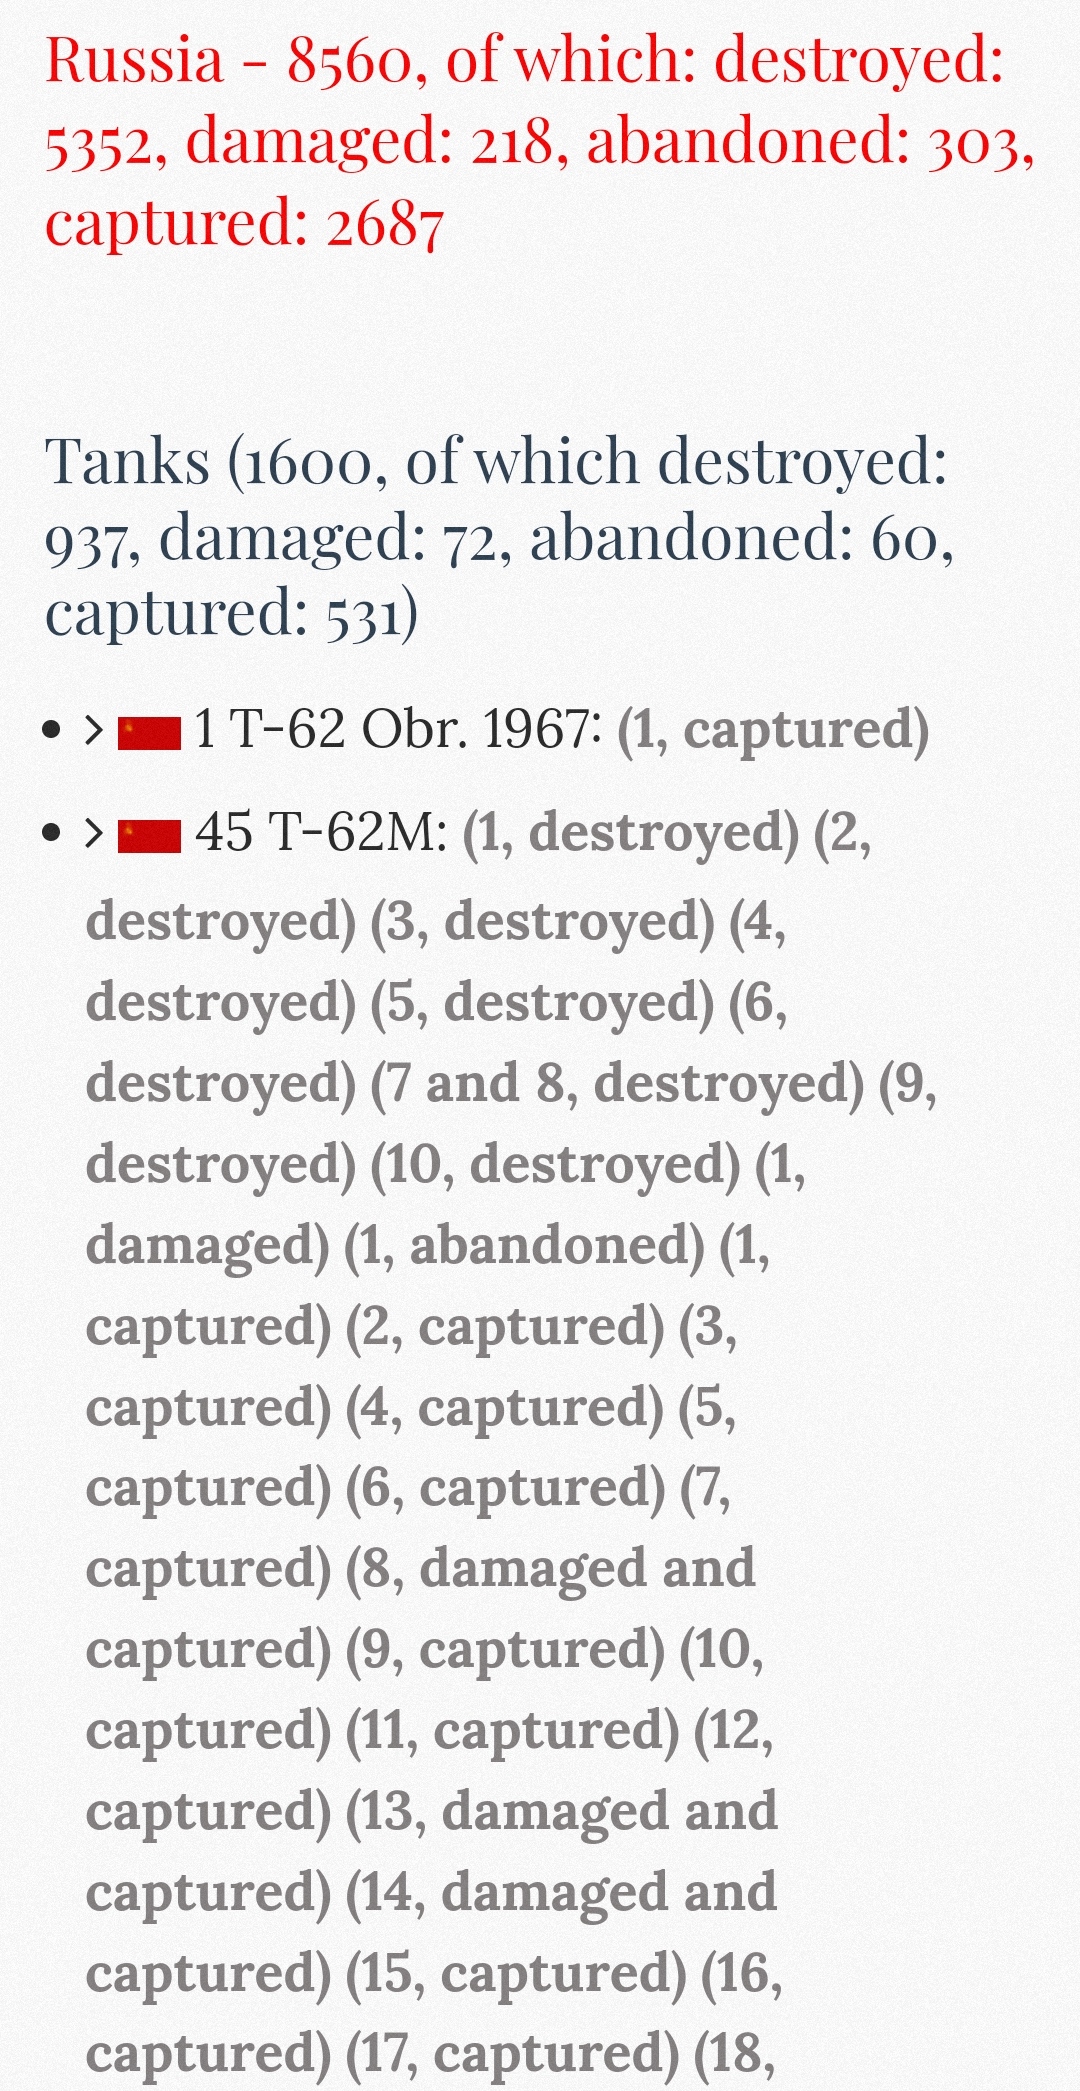 Russia - 8560, of which: destroyed:
5352, damaged: 218, abandoned: 303,
captured: 2687
Tanks (1600, of which destroyed:
937, damaged: 72, abandoned: 60,
captured: 531)
• > 1 T-62 Obr. 1967: (1, captured)
• > 45 T-62M: (1, destroyed) (2,
destroyed) (3, destroyed) (4,
destroyed) (5, destroyed) (6,
destroyed) (7 and 8, destroyed) (9,
destroyed) (10, destroyed) (1,
damaged) (1, abandoned) (1,
captured) (2, captured) (3,
captured) (4, captured) (5,
captured) (6, captured) (7,
captured) (8, damaged and
captured) (9, captured) (10,
captured) (11, captured) (12,
captured) (13, damaged and
captured) (14, damaged and
captured) (15, captured) (16,
captured) (17, captured) (18,